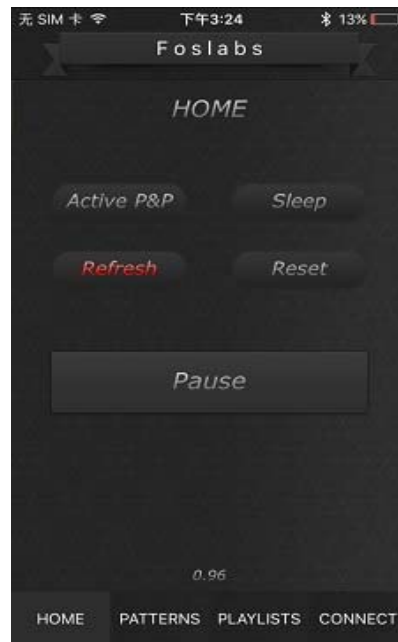 无 SIM 卡 下午3:24 13%
Foslabs
HOME
Active P&P Sleep
Refresh Reset
Pause
0.96
HOME PATTERNS PLAYLISTS CONNECT